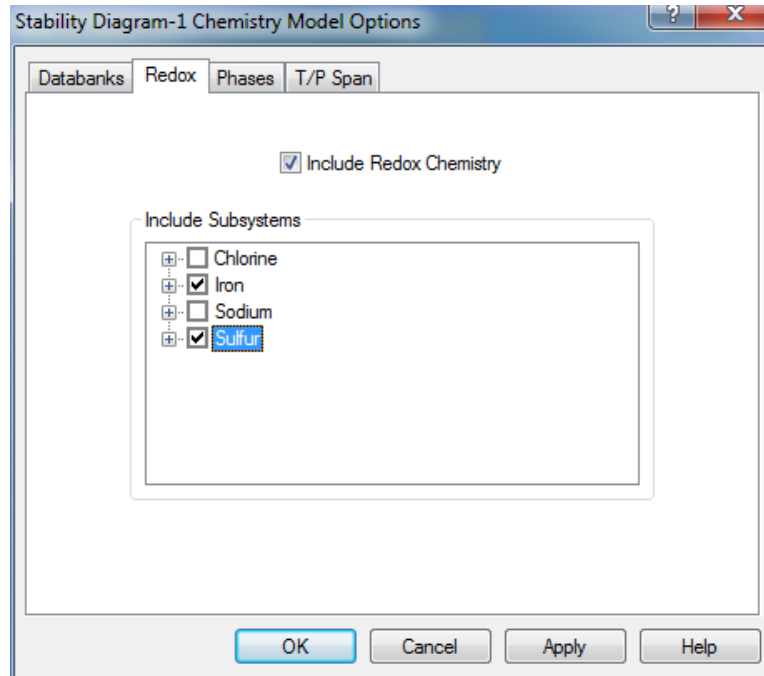 Stability Diagram-1 Chemistry Model Options
Databanks Redox Phases T/P Span
Include Redox Chemistry
Include Subsystems
Chlorine
Iron
Sodium
Sulfur
OK Cancel Apply Help